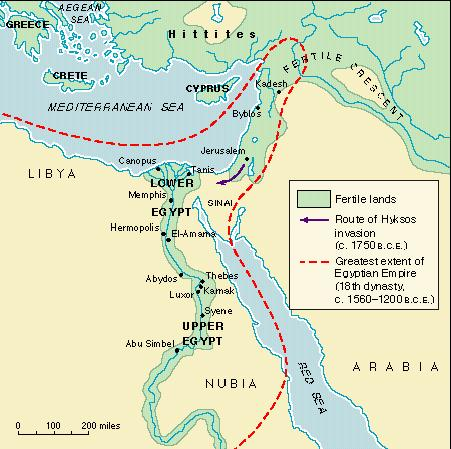 AEGEAN
SEA
GREECE
Hittites
CRETE
CYPRUS
FERTILE CRESCENT
Kadesh
MEDITERRANEAN SEA
Byblos
Jerusalem
Canopus
Tanis
LIBYA
LOWER
EGYPT
Memphis
SINAI
Hermopolis
El-Amarna
Abydos
Thebes
Karnak
Luxor
Syene
UPPER
EGYPT
Abu Simbel
NUBIA
RED SEA
ARABIA
Fertile lands
Route of Hyksos
invasion
(c. 1750 B.C.E.)
Greatest extent of
Egyptian Empire
(18th dynasty,
c. 1560–1200 B.C.E.)
0 100 200 miles